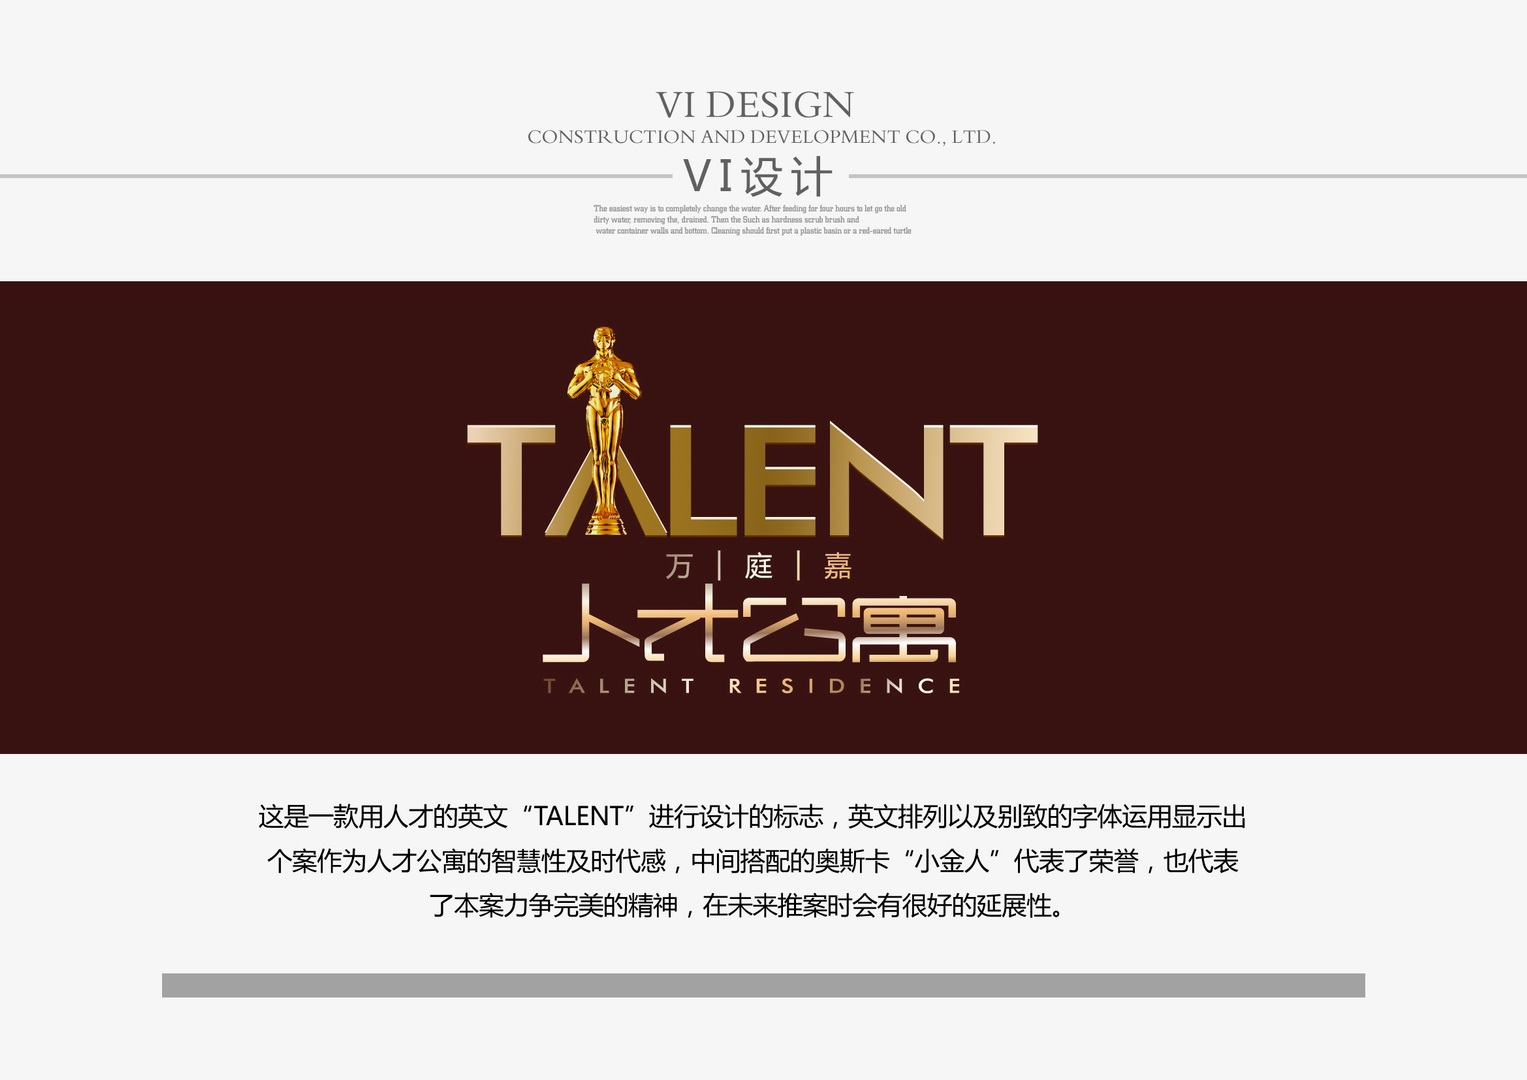 VI DESIGN
CONSTRUCTION AND DEVELOPMENT CO., LTD.
VI设计
The easiest way is to completely change the water. After feeding for four hours to let go the old
dirty water, removing the, drained. Then the Such as hardness scrub brush and
water container walls and bottom. Cleaning should first put a plastic basin or a red-eared turtle
TALENT
万|庭|嘉
人才公寓
TALENT RESIDENCE
这是一款用人才的英文“TALENT”进行设计的标志，英文排列以及别致的字体运用显示出
个案作为人才公寓的智慧性及时代感，中间搭配的奥斯卡“小金人”代表了荣誉，也代表
了本案力争完美的精神，在未来推案时会有很好的延展性。